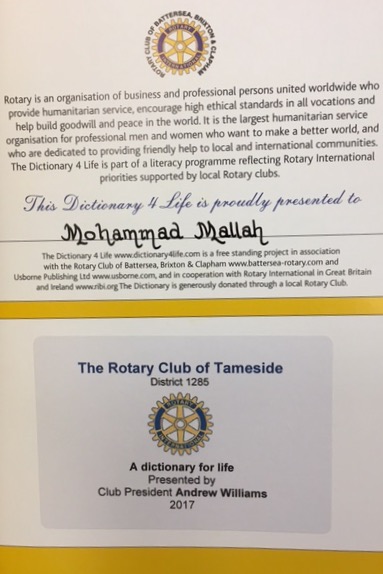 ROTARY CLUB OF BATTERSEA, BRIXTON & CLAPHAM
ROTARY
INTERNATIONAL
Rotary is an organisation of business and professional persons united worldwide who
provide humanitarian service, encourage high ethical standards in all vocations and
help build goodwill and peace in the world. It is the largest humanitarian service
organisation for professional men and women who want to make a better world, and
who are dedicated to providing friendly help to local and international communities.
The Dictionary 4 Life is part of a literacy programme reflecting Rotary International
priorities supported by local Rotary clubs.
This Dictionary 4 Life is proudly presented to
Mohammad Mallah
The Dictionary 4 Life www.dictionary4life.com is a free standing project in association
with the Rotary Club of Battersea, Brixton & Clapham www.battersea-rotary.com and
Usborne Publishing Ltd www.usborne.com, and in cooperation with Rotary International in Great Britain
and Ireland www.ribi.org The Dictionary is generously donated through a local Rotary Club.
The Rotary Club of Tameside
District 1285
ROTARY
INTERNATIONAL
A dictionary for life
Presented by
Club President Andrew Williams
2017